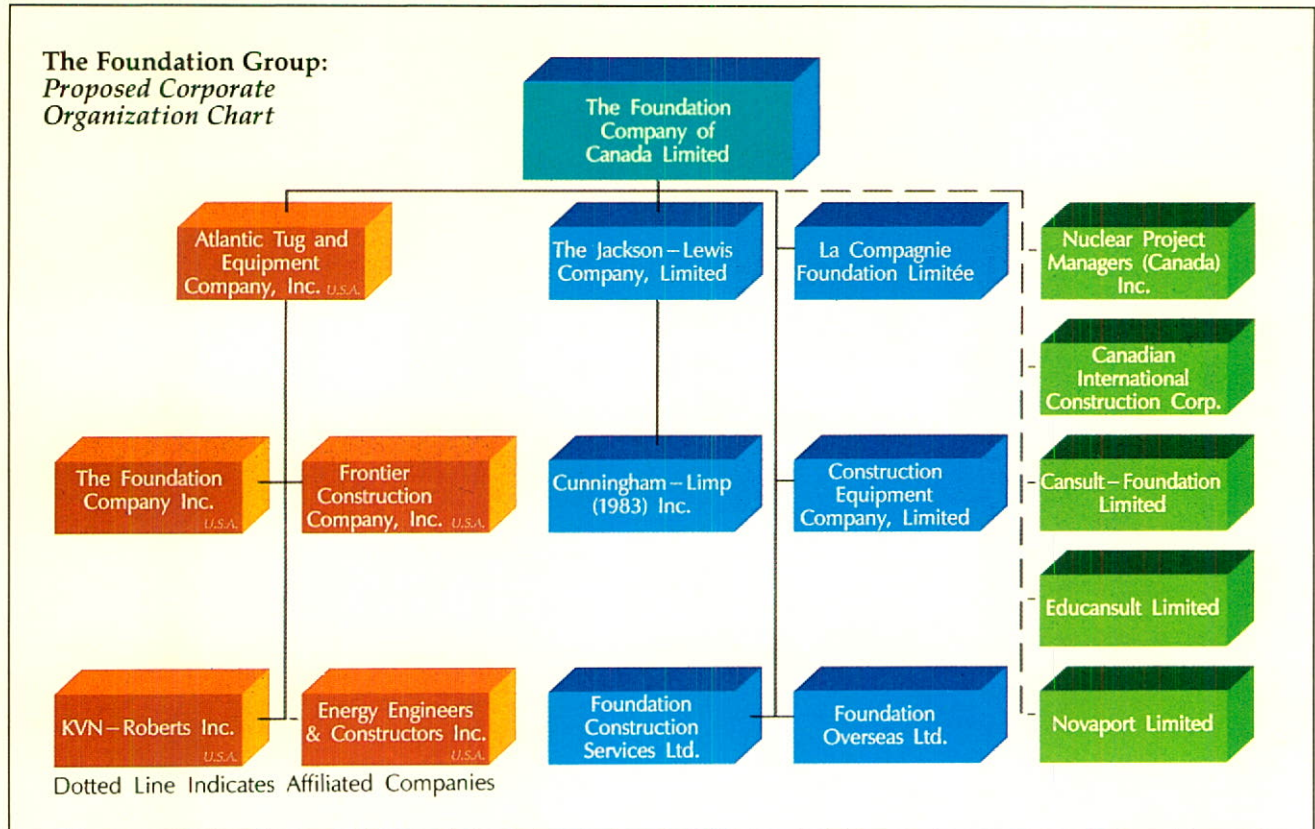 The Foundation Group:
Proposed Corporate
Organization Chart
The Foundation
Company of
Canada Limited
Atlantic Tug and
Equipment
Company, Inc. U.S.A.
The Jackson–Lewis
Company, Limited
La Compagnie
Foundation Limitée
Nuclear Project
Managers (Canada)
Inc.
Canadian
International
Construction Corp.
The Foundation
Company Inc.
U.S.A.
Frontier
Construction
Company, Inc. U.S.A.
Cunningham–Limp
(1983) Inc.
Construction
Equipment
Company, Limited
Cansult–Foundation
Limited
Educansult Limited
KVN–Roberts Inc.
U.S.A.
Energy Engineers
& Constructors Inc.
U.S.A.
Foundation
Construction
Services Ltd.
Foundation
Overseas Ltd.
Novaport Limited
Dotted Line Indicates Affiliated Companies